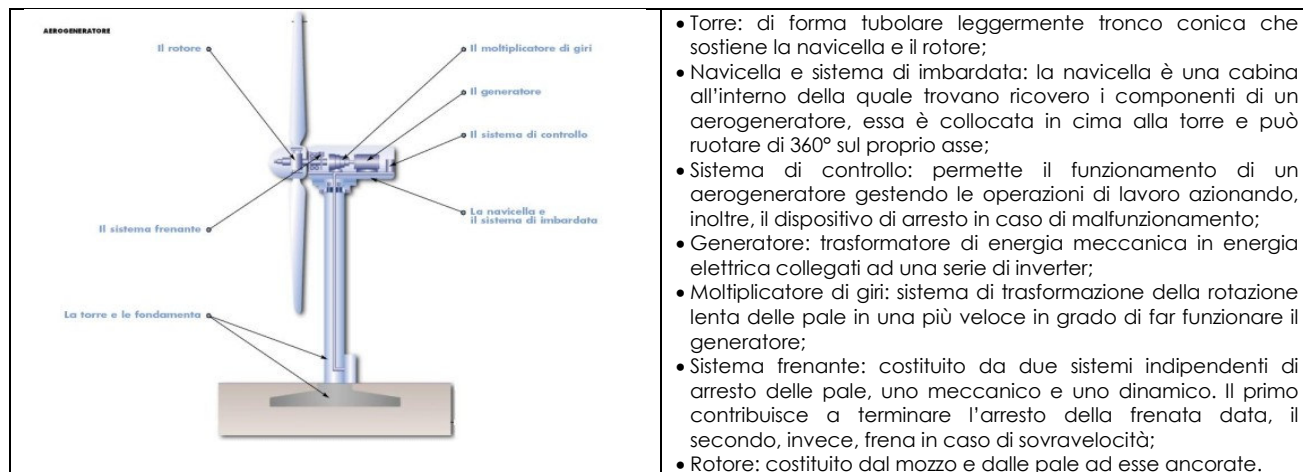 AEROGENERATORE
Il rotore
Il moltiplicatore di giri
Il generatore
Il sistema di controllo
La navicella e
il sistema di imbardata
Il sistema frenante
La torre e le fondamenta
• Torre: di forma tubolare leggermente tronco conica che
sostiene la navicella e il rotore;
• Navicella e sistema di imbardata: la navicella è una cabina
all’interno della quale trovano ricovero i componenti di un
aerogeneratore, essa è collocata in cima alla torre e può
ruotare di 360° sul proprio asse;
• Sistema di controllo: permette il funzionamento di un
aerogeneratore gestendo le operazioni di lavoro azionando,
inoltre, il dispositivo di arresto in caso di malfunzionamento;
• Generatore: trasformatore di energia meccanica in energia
elettrica collegati ad una serie di inverter;
• Moltiplicatore di giri: sistema di trasformazione della rotazione
lenta delle pale in una più veloce in grado di far funzionare il
generatore;
• Sistema frenante: costituito da due sistemi indipendenti di
arresto delle pale, uno meccanico e uno dinamico. Il primo
contribuisce a terminare l’arresto della frenata data, il
secondo, invece, frena in caso di sovravelocità;
• Rotore: costituito dal mozzo e dalle pale ad esse ancorate.